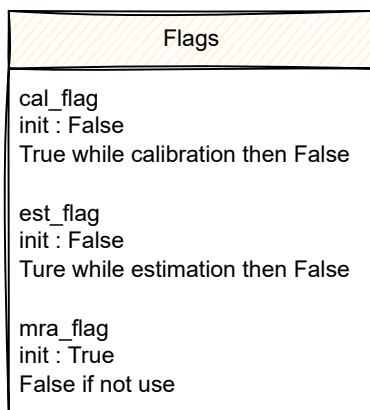 Flags
cal_flag
init : False
True while calibration then False
est_flag
init : False
Ture while estimation then False
mra_flag
init : True
False if not use